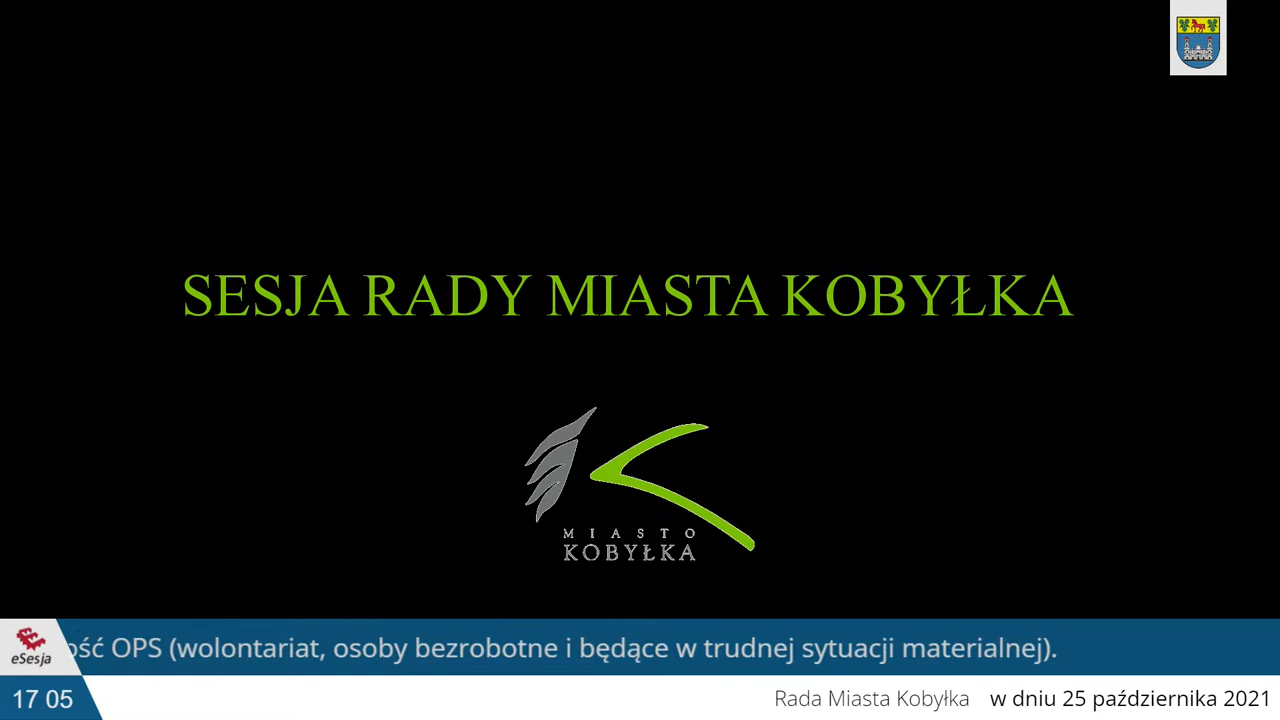 SESJA RADY MIASTA KOBYŁKA
MIASTO
KOBYŁKA
OPS (wolontariat, osoby bezrobotne i będące w trudnej sytuacji materialnej).
eSesja
17 05
Rada Miasta Kobyłka w dniu 25 października 2021